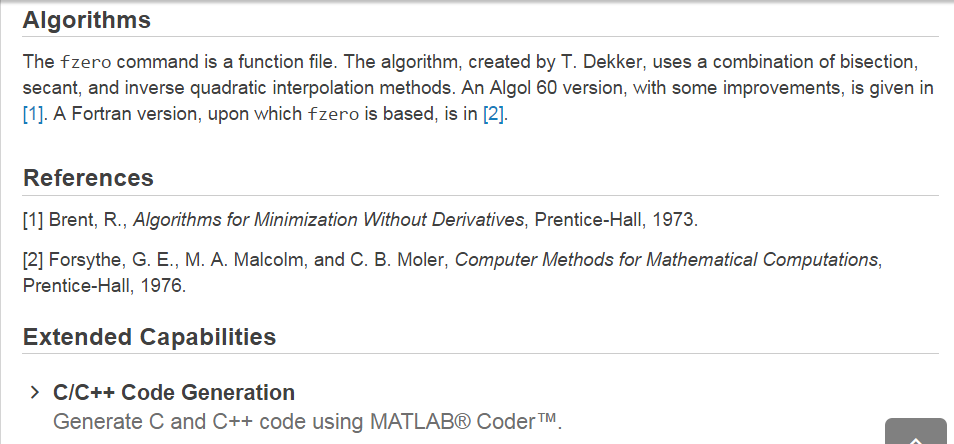 Algorithms
The fzero command is a function file. The algorithm, created by T. Dekker, uses a combination of bisection,
secant, and inverse quadratic interpolation methods. An Algol 60 version, with some improvements, is given in
[1]. A Fortran version, upon which fzero is based, is in [2].
References
[1] Brent, R., Algorithms for Minimization Without Derivatives, Prentice-Hall, 1973.
[2] Forsythe, G. E., M. A. Malcolm, and C. B. Moler, Computer Methods for Mathematical Computations,
Prentice-Hall, 1976.
Extended Capabilities
C/C++ Code Generation
Generate C and C++ code using MATLAB® Coder™.